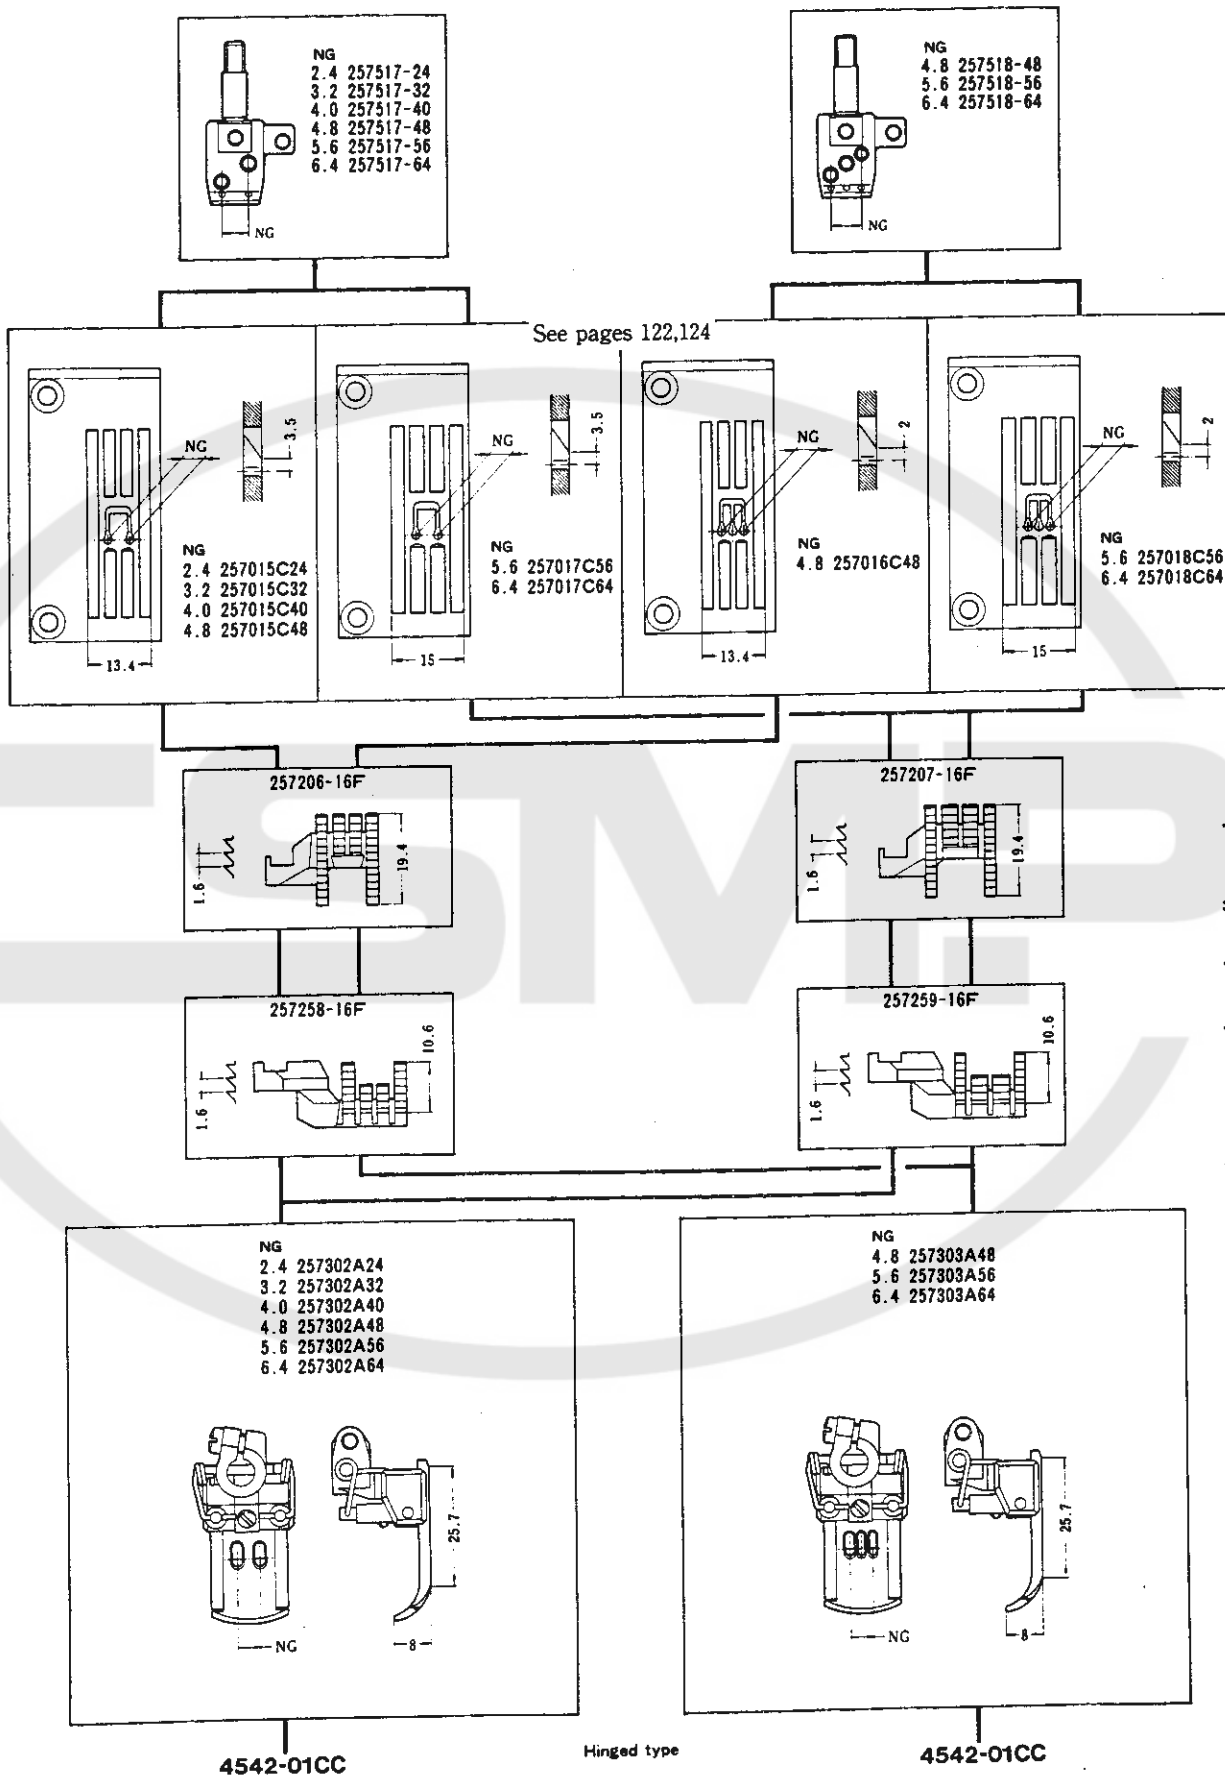 NG
2.4 257517-24
3.2 257517-32
4.0 257517-40
4.8 257517-48
5.6 257517-56
6.4 257517-64
NG
NG
4.8 257518-48
5.6 257518-56
6.4 257518-64
NG
See pages 122,124
NG
3.5
NG
2.4 257015C24
3.2 257015C32
4.0 257015C40
4.8 257015C48
13.4
NG
3.5
NG
5.6 257017C56
6.4 257017C64
15
NG
2
NG
4.8 257016C48
13.4
NG
2
NG
5.6 257018C56
6.4 257018C64
15
257206-16F
1.6
19.4
257207-16F
1.6
19.4
257258-16F
1.6
10.6
257259-16F
1.6
10.6
NG
2.4 257302A24
3.2 257302A32
4.0 257302A40
4.8 257302A48
5.6 257302A56
6.4 257302A64
25.7
NG
8
NG
4.8 257303A48
5.6 257303A56
6.4 257303A64
25.7
NG
8
4542-01CC
Hinged type
4542-01CC
SMP